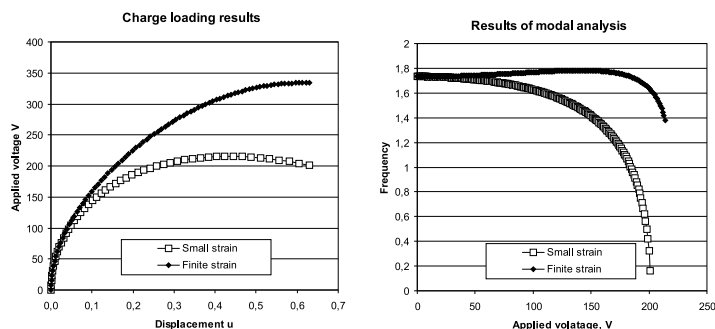 Charge loading results
Applied voltage V
400
350
300
250
200
150
100
50
0
0,0 0,1 0,2 0,3 0,4 0,5 0,6 0,7
Displacement u
Small strain
Finite strain
Results of modal analysis
Frequency
2
1,8
1,6
1,4
1,2
1
0,8
0,6
0,4
0,2
0 50 100 150 200 250
Applied volatage, V
Small strain
Finite strain